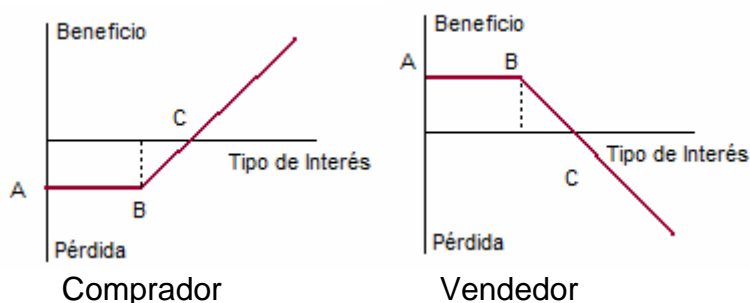 Beneficio
C
Tipo de Interés
A
B
Pérdida
Comprador
Beneficio
A
B
Tipo de Interés
C
Pérdida
Vendedor